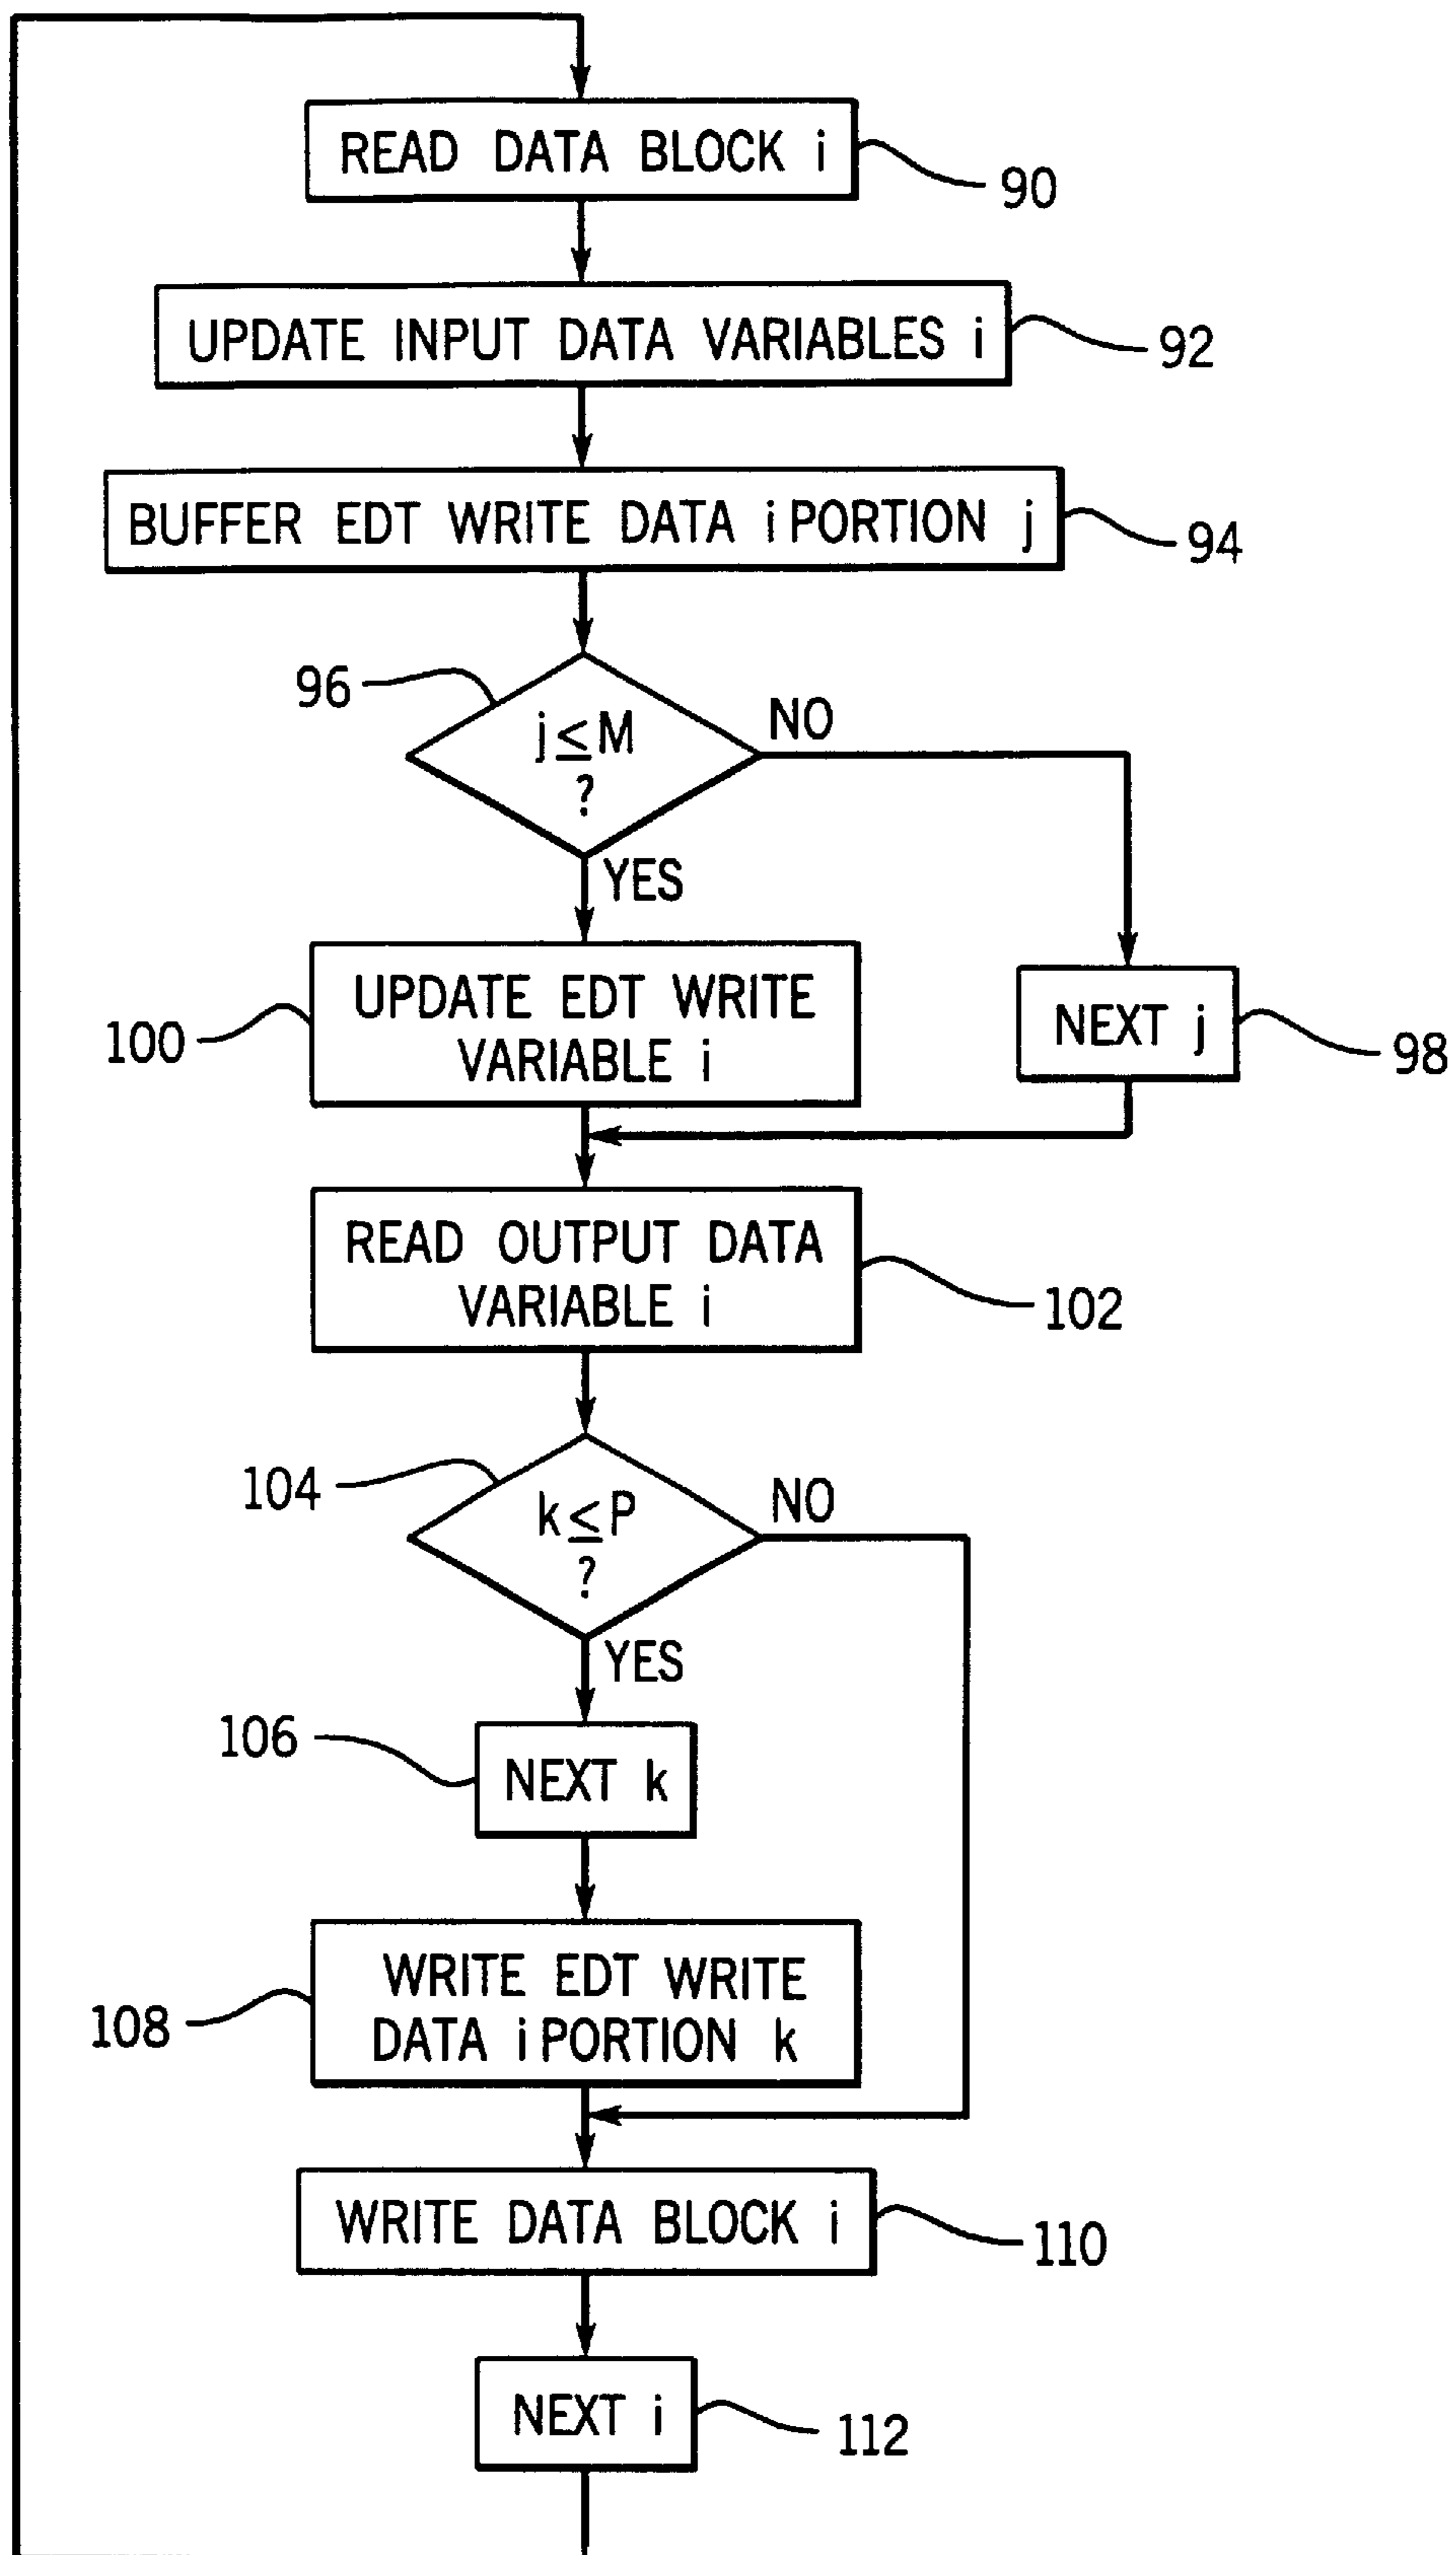 READ DATA BLOCK i
90
UPDATE INPUT DATA VARIABLES i
92
BUFFER EDT WRITE DATA i PORTION j
94
96
j≤M
?
NO
YES
UPDATE EDT WRITE
VARIABLE i
100
NEXT j
98
READ OUTPUT DATA
VARIABLE i
102
104
k≤P
?
NO
YES
106
NEXT k
WRITE EDT WRITE
DATA i PORTION k
108
WRITE DATA BLOCK i
110
NEXT i
112